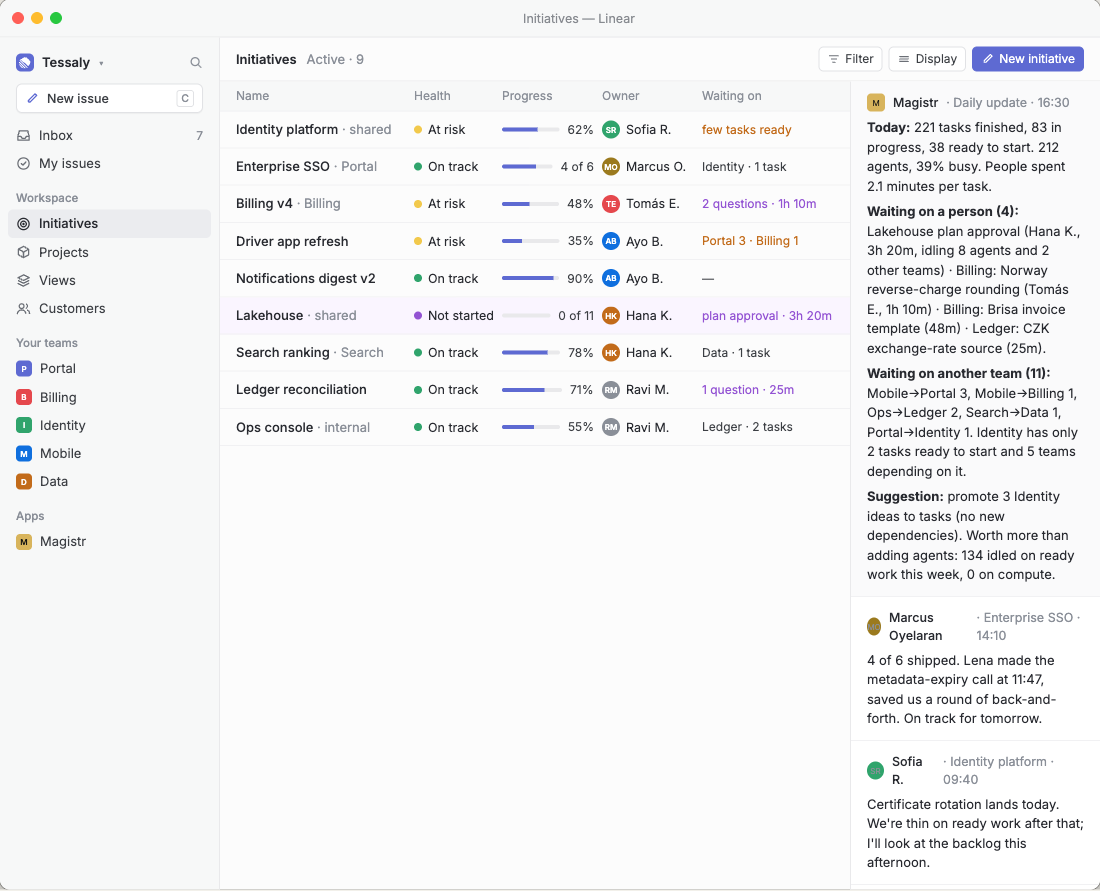 Initiatives — Linear
Tessaly
New issue C
Inbox 7
My issues
Workspace
Initiatives
Projects
Views
Customers
Your teams
P Portal
B Billing
I Identity
M Mobile
D Data
Apps
M Magistr
Initiatives Active · 9
Filter Display New initiative
Name Health Progress Owner Waiting on
Identity platform · shared At risk 62% SR Sofia R. few tasks ready
Enterprise SSO · Portal On track 4 of 6 MO Marcus O. Identity · 1 task
Billing v4 · Billing At risk 48% TE Tomás E. 2 questions · 1h 10m
Driver app refresh At risk 35% AB Ayo B. Portal 3 · Billing 1
Notifications digest v2 On track 90% AB Ayo B. —
Lakehouse · shared Not started 0 of 11 HK Hana K. plan approval · 3h 20m
Search ranking · Search On track 78% HK Hana K. Data · 1 task
Ledger reconciliation On track 71% RM Ravi M. 1 question · 25m
Ops console · internal On track 55% RM Ravi M. Ledger · 2 tasks
M Magistr · Daily update · 16:30
Today: 221 tasks finished, 83 in
progress, 38 ready to start. 212
agents, 39% busy. People spent
2.1 minutes per task.
Waiting on a person (4):
Lakehouse plan approval (Hana K.,
3h 20m, idling 8 agents and 2
other teams) · Billing: Norway
reverse-charge rounding (Tomás
E., 1h 10m) · Billing: Brisa invoice
template (48m) · Ledger: CZK
exchange-rate source (25m).
Waiting on another team (11):
Mobile→Portal 3, Mobile→Billing 1,
Ops→Ledger 2, Search→Data 1,
Portal→Identity 1. Identity has only
2 tasks ready to start and 5 teams
depending on it.
Suggestion: promote 3 Identity
ideas to tasks (no new
dependencies). Worth more than
adding agents: 134 idled on ready
work this week, 0 on compute.
MO Marcus Oyelaran · Enterprise SSO · 14:10
4 of 6 shipped. Lena made the
metadata-expiry call at 11:47,
saved us a round of back-and-
forth. On track for tomorrow.
SR Sofia R. · Identity platform · 09:40
Certificate rotation lands today.
We're thin on ready work after that;
I'll look at the backlog this
afternoon.